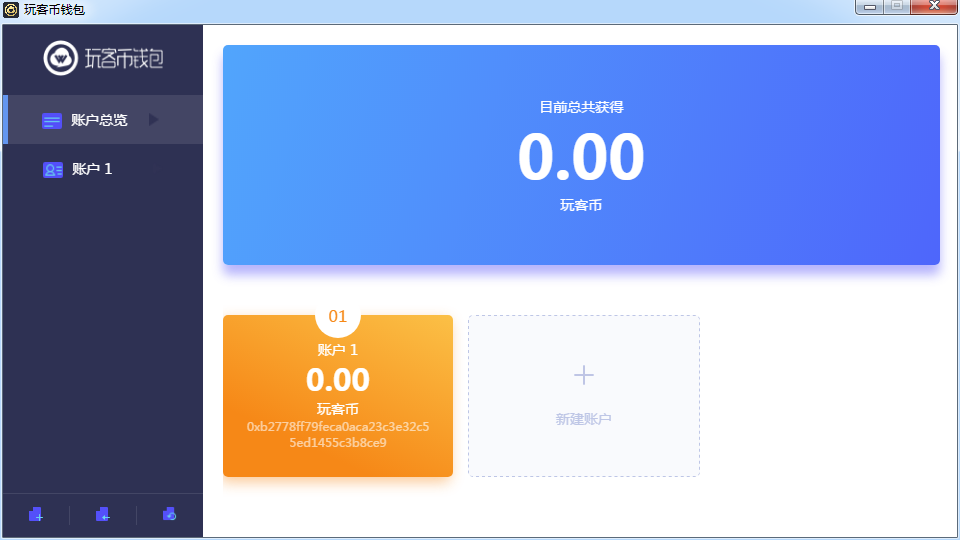 玩客币钱包
玩客币钱包
账户总览
账户 1
目前总共获得
0.00
玩客币
01
账户 1
0.00
玩客币
0xb2778ff79feca0aca23c3e32c5
5ed1455c3b8ce9
新建账户